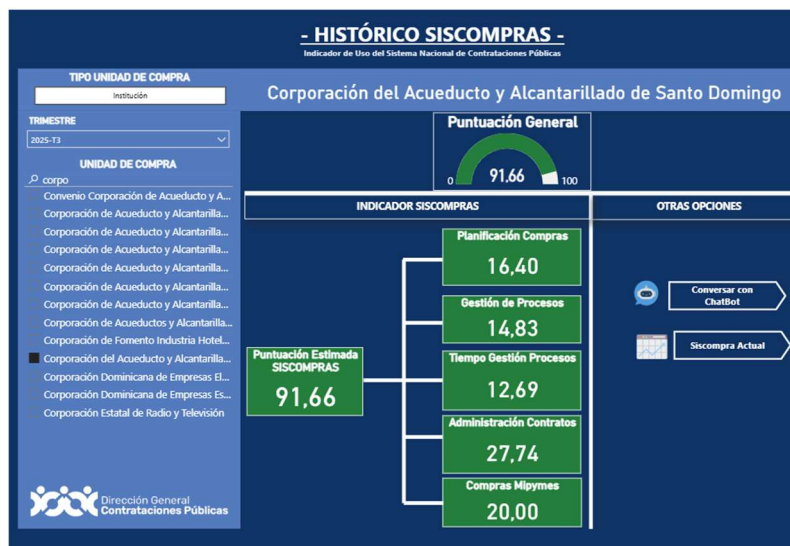 - HISTÓRICO SISCOMPRAS -
Indicador de Uso del Sistema Nacional de Contrataciones Públicas
TIPO UNIDAD DE COMPRA
Institución
TRIMESTRE
2025-T3
UNIDAD DE COMPRA
corpo
Convenio Corporación de Acueducto y A...
Corporación de Acueducto y Alcantarilla...
Corporación de Acueducto y Alcantarilla...
Corporación de Acueducto y Alcantarilla...
Corporación de Acueducto y Alcantarilla...
Corporación de Acueducto y Alcantarilla...
Corporación de Acueducto y Alcantarilla...
Corporación de Acueductos y Alcantarilla...
Corporación de Fomento Industria Hotel...
Corporación del Acueducto y Alcantarilla...
Corporación Dominicana de Empresas El...
Corporación Dominicana de Empresas Es...
Corporación Estatal de Radio y Televisión
Dirección General
Contrataciones Públicas
Corporación del Acueducto y Alcantarillado de Santo Domingo
Puntuación General
0 91,66 100
INDICADOR SISCOMPRAS
Puntuación Estimada
SISCOMPRAS
91,66
Planificación Compras
16,40
Gestión de Procesos
14,83
Tiempo Gestión Procesos
12,69
Administración Contratos
27,74
Compras Mipymes
20,00
OTRAS OPCIONES
Conversar con
ChatBot
Siscompra Actual